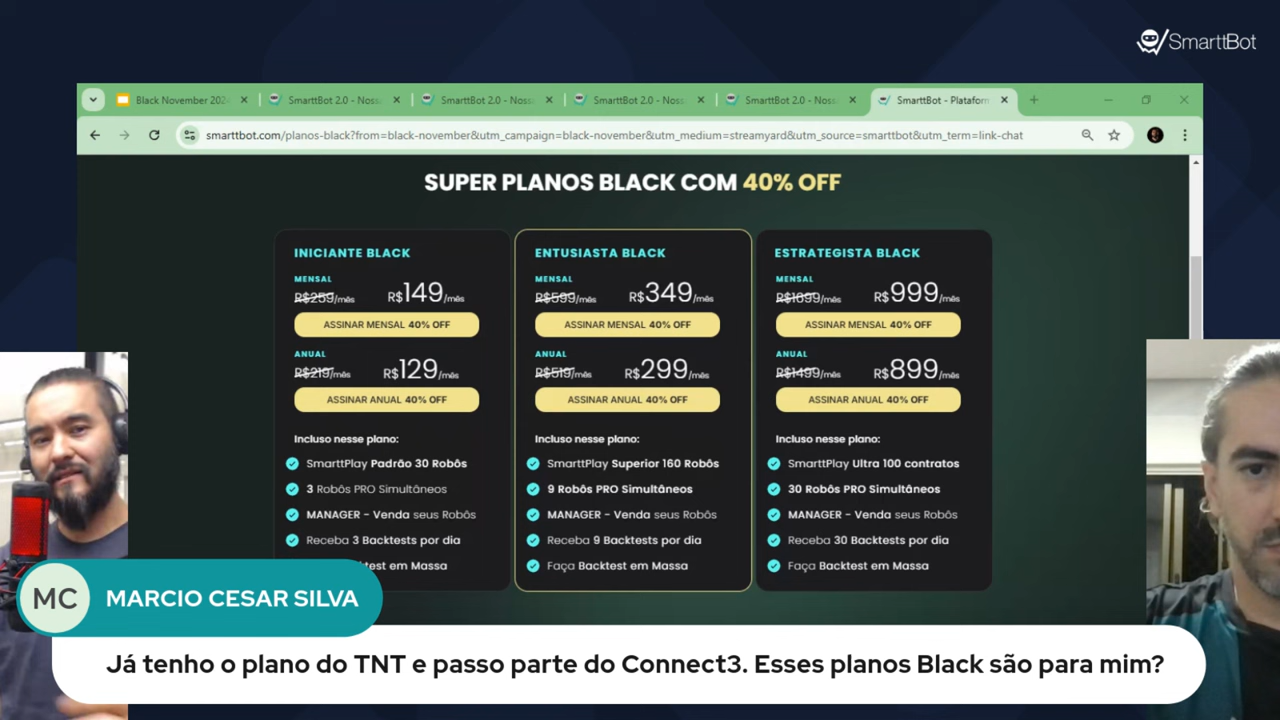 SmarttBot
Black November 202
SmarttBot 2.0 - Noss
SmarttBot 2.0 - Noss
SmarttBot 2.0 - Noss
SmarttBot 2.0 - Noss
SmarttBot - Platafor
smarttbot.com/planos-black?from=black-november&utm_campaign=black-november&utm_medium=streamyard&utm_source=smarttbot&utm_term=link-chat
SUPER PLANOS BLACK COM 40% OFF
INICIANTE BLACK
MENSAL
R$259/mês R$149/mês
ASSINAR MENSAL 40% OFF
ANUAL
R$219/mês R$129/mês
ASSINAR ANUAL 40% OFF
Incluso nesse plano:
SmarttPlay Padrão 30 Robôs
3 Robôs PRO Simultâneos
MANAGER - Venda seus Robôs
Receba 3 Backtests por dia
test em Massa
ENTUSIASTA BLACK
MENSAL
R$599/mês R$349/mês
ASSINAR MENSAL 40% OFF
ANUAL
R$519/mês R$299/mês
ASSINAR ANUAL 40% OFF
Incluso nesse plano:
SmarttPlay Superior 160 Robôs
9 Robôs PRO Simultâneos
MANAGER - Venda seus Robôs
Receba 9 Backtests por dia
Faça Backtest em Massa
ESTRATEGISTA BLACK
MENSAL
R$1699/mês R$999/mês
ASSINAR MENSAL 40% OFF
ANUAL
R$1499/mês R$899/mês
ASSINAR ANUAL 40% OFF
Incluso nesse plano:
SmarttPlay Ultra 100 contratos
30 Robôs PRO Simultâneos
MANAGER - Venda seus Robôs
Receba 30 Backtests por dia
Faça Backtest em Massa
MC MARCIO CESAR SILVA
Já tenho o plano do TNT e passo parte do Connect3. Esses planos Black são para mim?